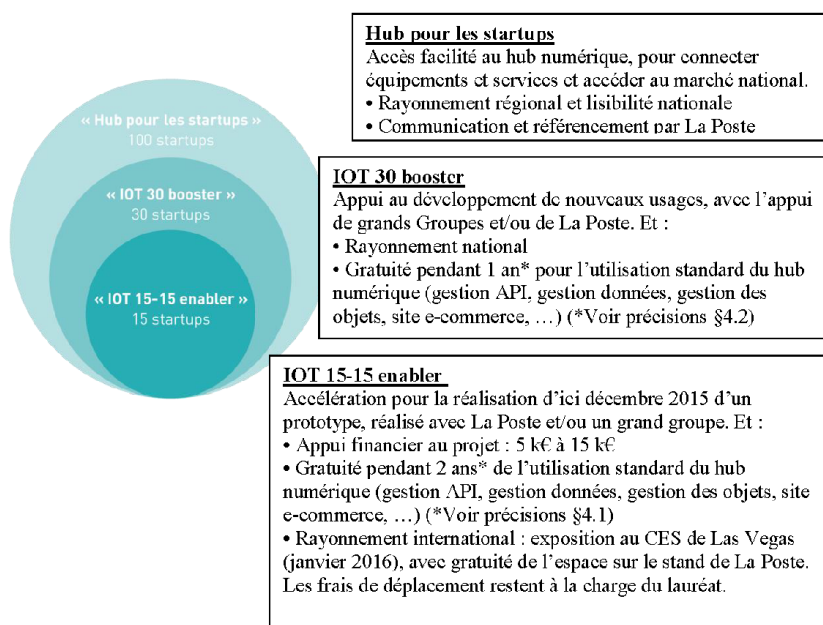 « Hub pour les startups »
100 startups
« IOT 30 booster »
30 startups
« IOT 15-15 enabler »
15 startups
Hub pour les startups
Accès facilité au hub numérique, pour connecter
équipements et services et accéder au marché national.
• Rayonnement régional et lisibilité nationale
• Communication et référencement par La Poste
IOT 30 booster
Appui au développement de nouveaux usages, avec l’appui
de grands Groupes et/ou de La Poste. Et :
• Rayonnement national
• Gratuité pendant 1 an* pour l’utilisation standard du hub
numérique (gestion API, gestion données, gestion des
objets, site e-commerce, …) (*Voir précisions §4.2)
IOT 15-15 enabler
Accélération pour la réalisation d’ici décembre 2015 d’un
prototype, réalisé avec La Poste et/ou un grand groupe. Et :
• Appui financier au projet : 5 k€ à 15 k€
• Gratuité pendant 2 ans* de l’utilisation standard du hub
numérique (gestion API, gestion données, gestion des objets, site
e-commerce, …) (*Voir précisions §4.1)
• Rayonnement international : exposition au CES de Las Vegas
(janvier 2016), avec gratuité de l’espace sur le stand de La Poste.
Les frais de déplacement restent à la charge du lauréat.